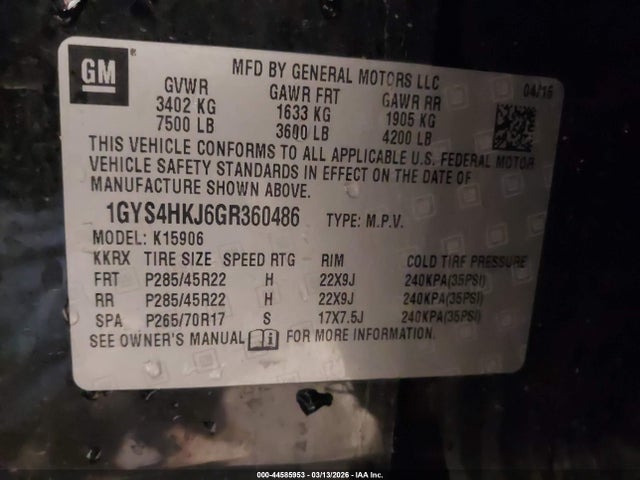 GM ®
MFD BY GENERAL MOTORS LLC
04/16
GVWR GAWR FRT GAWR RR
3402 KG 1633 KG 1905 KG
7500 LB 3600 LB 4200 LB
THIS VEHICLE CONFORMS TO ALL APPLICABLE U.S. FEDERAL MOTOR
VEHICLE SAFETY STANDARDS IN EFFECT ON THE DATE OF
MANUFACTURE SHOWN ABOVE.
1GYS4HKJ6GR360486 TYPE: M.P.V.
MODEL: K15906
KKRX TIRE SIZE SPEED RTG RIM COLD TIRE PRESSURE
FRT P285/45R22 H 22X9J 240KPA(35PSI)
RR P285/45R22 H 22X9J 240KPA(35PSI)
SPA P265/70R17 S 17X7.5J 240KPA(35PSI)
SEE OWNER'S MANUAL FOR MORE INFORMATION.
000-44585953 - 03/13/2026 - IAA Inc.